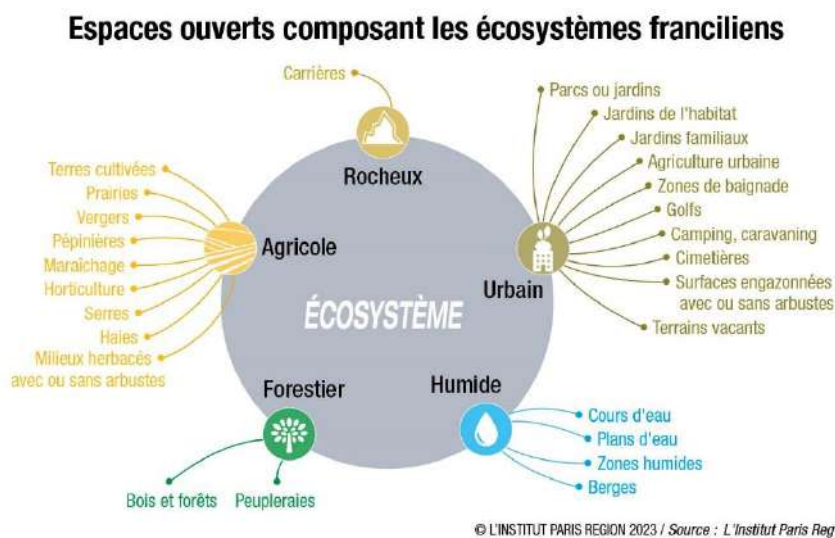 Espaces ouverts composant les écosystèmes franciliens
Carrières
Rocheux
Terres cultivées
Prairies
Vergers
Pépinières
Maraîchage
Horticulture
Serres
Haies
Milieux herbacés
avec ou sans arbustes
Agricole
Parcs ou jardins
Jardins de l'habitat
Jardins familiaux
Agriculture urbaine
Zones de baignade
Golfs
Camping, caravaning
Cimetières
Surfaces engazonnées
avec ou sans arbustes
Terrains vacants
Urbain
ÉCOSYSTÈME
Forestier
Bois et forêts
Peupleraies
Humide
Cours d'eau
Plans d'eau
Zones humides
Berges
© L'INSTITUT PARIS REGION 2023 / Source : L'Institut Paris Reg